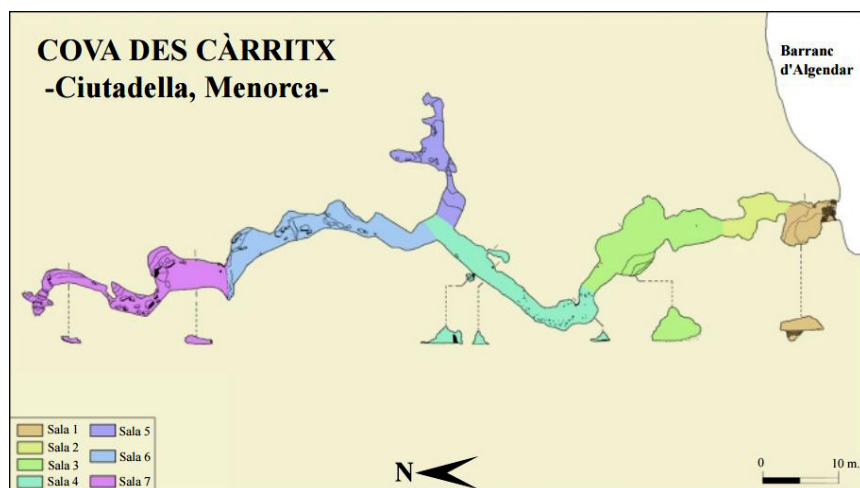 COVA DES CÀRRITX
-Ciutadella, Menorca-
Barranc
d'Algendar
Sala 1
Sala 2
Sala 3
Sala 4
Sala 5
Sala 6
Sala 7
N
0 10 m.